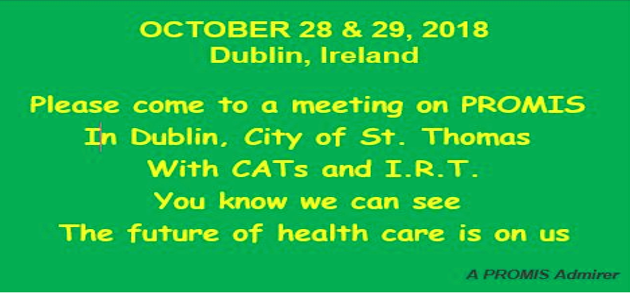 OCTOBER 28 & 29, 2018
Dublin, Ireland
Please come to a meeting on PROMIS
In Dublin, City of St. Thomas
With CATs and I.R.T.
You know we can see
The future of health care is on us
A PROMIS Admirer